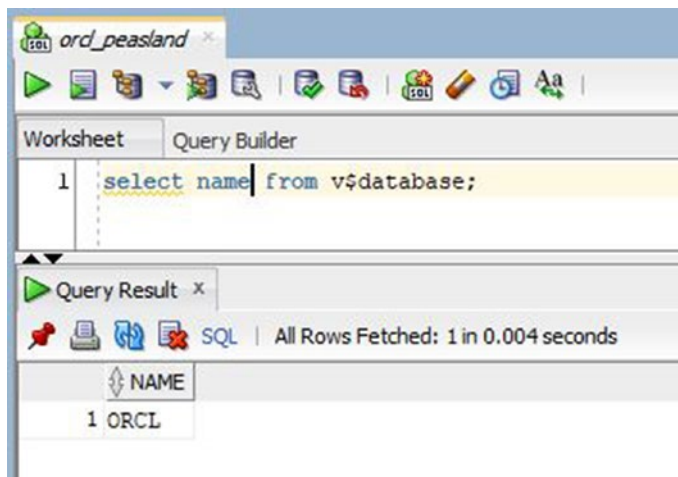 ord_peasland
Worksheet Query Builder
1 select name from v$database;
Query Result x
SQL | All Rows Fetched: 1 in 0.004 seconds
NAME
1 ORCL